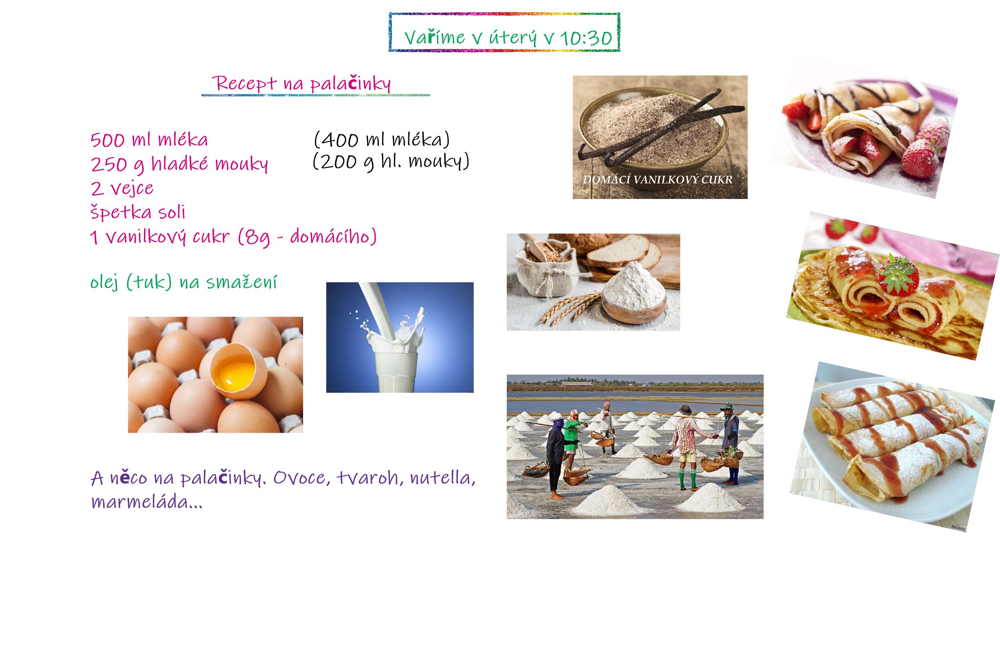 Vaříme v úterý v 10:30
Recept na palačinky
500 ml mléka
(400 ml mléka)
250 g hladké mouky
(200 g hl. mouky)
2 vejce
špetka soli
1 vanilkový cukr (8g - domácího)
olej (tuk) na smažení
A něco na palačinky. Ovoce, tvaroh, nutella,
marmeláda...
DOMÁCÍ VANILKOVÝ CUKR
Recepty